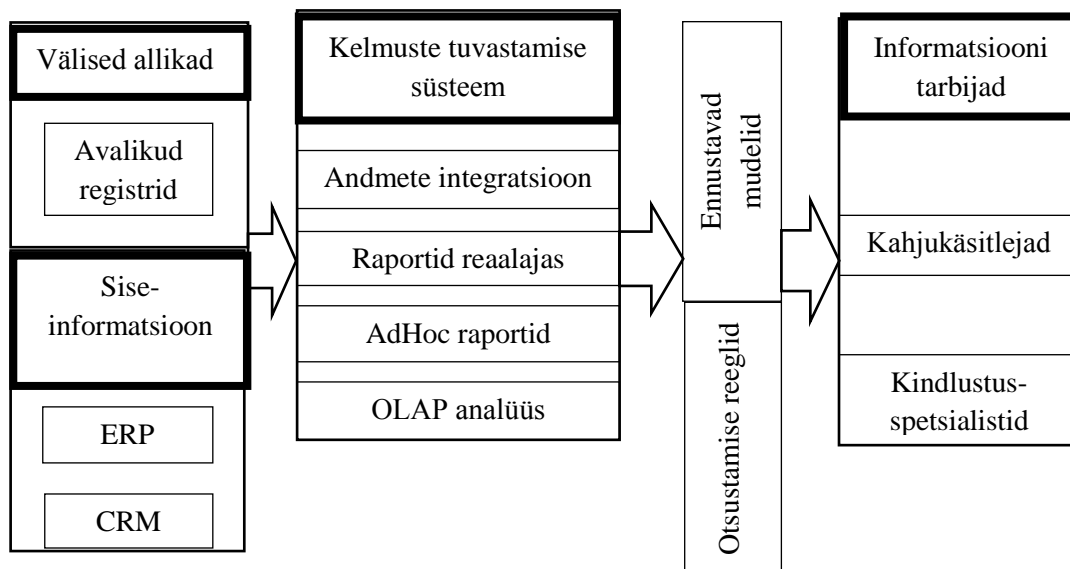 Välised allikad
Avalikud
registrid
Sise-
informatsioon
ERP
CRM
Kelmuste tuvastamise
süsteem
Andmete integratsioon
Raportid reaalajas
AdHoc raportid
OLAP analüüs
Ennustavad
mudelid
Otsustamise reeglid
Informatsiooni
tarbijad
Kahjukäsitlejad
Kindlustus-
spetsialistid